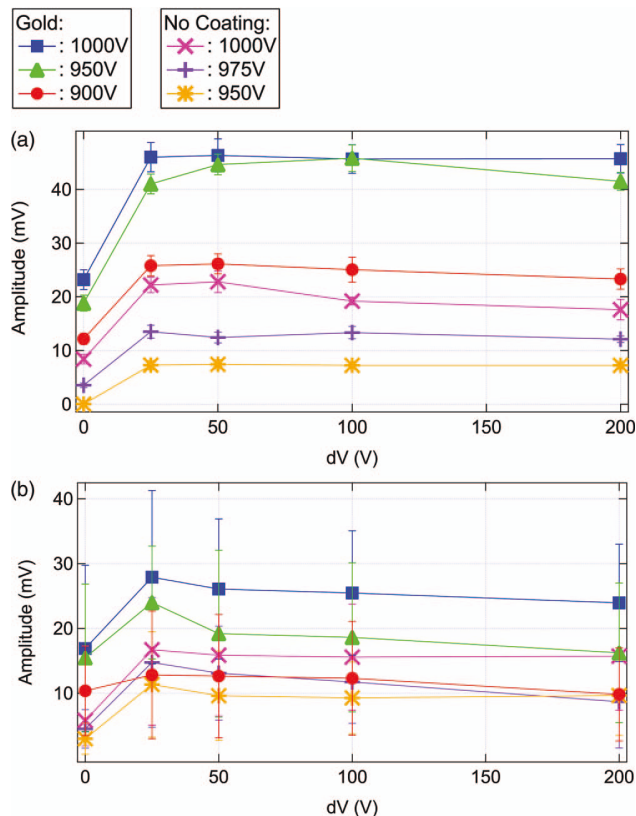 Gold: No Coating:
: 1000V : 1000V
: 950V : 975V
: 900V : 950V
(a)
40
30
20
10
0
Amplitude (mV)
0 50 100 150 200
dV (V)
(b)
40
30
20
10
Amplitude (mV)
0 50 100 150 200
dV (V)